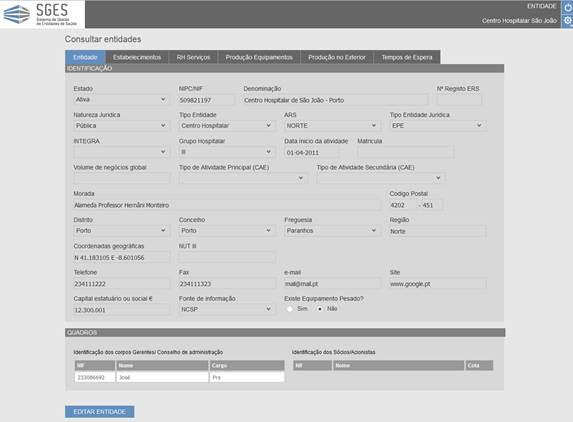 SGES
Sistema de Gestão
de Entidades de Saúde
ENTIDADE
Centro Hospitalar São João
Consultar entidades
Entidade Estabelecimentos RH Serviços Produção Equipamentos Produção no Exterior Tempos de Espera
IDENTIFICAÇÃO
Estado NIPC/NIF Denominação Nº Registo ERS
Ativa 509821197 Centro Hospitalar de São João - Porto
Natureza Jurídica Tipo Entidade ARS Tipo Entidade Jurídica
Pública Centro Hospitalar NORTE EPE
INTEGRA Grupo Hospitalar Data Início da atividade Matrícula
III 01-04-2011
Volume de negócios global Tipo de Atividade Principal (CAE) Tipo de Atividade Secundária (CAE)
Morada Codigo Postal
Alameda Professor Hernâni Monteiro 4202 - 451
Distrito Concelho Freguesia Região
Porto Porto Paranhos Norte
Coordenadas geográficas NUT III
N 41.183105 E -8.601056
Telefone Fax e-mail Site
234111222 234111323 mal@mal.pt www.google.pt
Capital estatuário ou social € Fonte de informação Existe Equipamento Pesado?
12.300.001 NCSP Sim Não
QUADROS
Identificação dos corpos Gerentes/ Conselho de administração Identificação dos Sócios/Acionistas
NIF Nome Cargo NIF Nome Cota
233086692 José Prs
EDITAR ENTIDADE